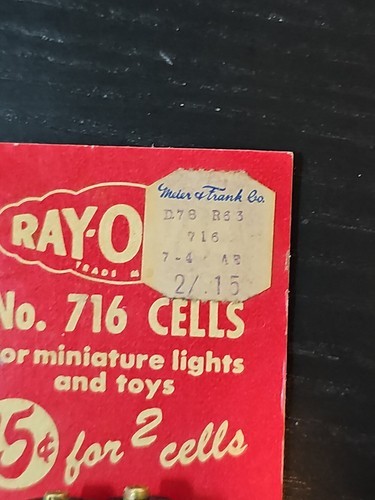 Meier & Frank Co.
D78 R63
716
7-4 AB
2/.15
RAY-O
TRADE M
No. 716 CELLS
or miniature lights
and toys
5¢ for 2 cells